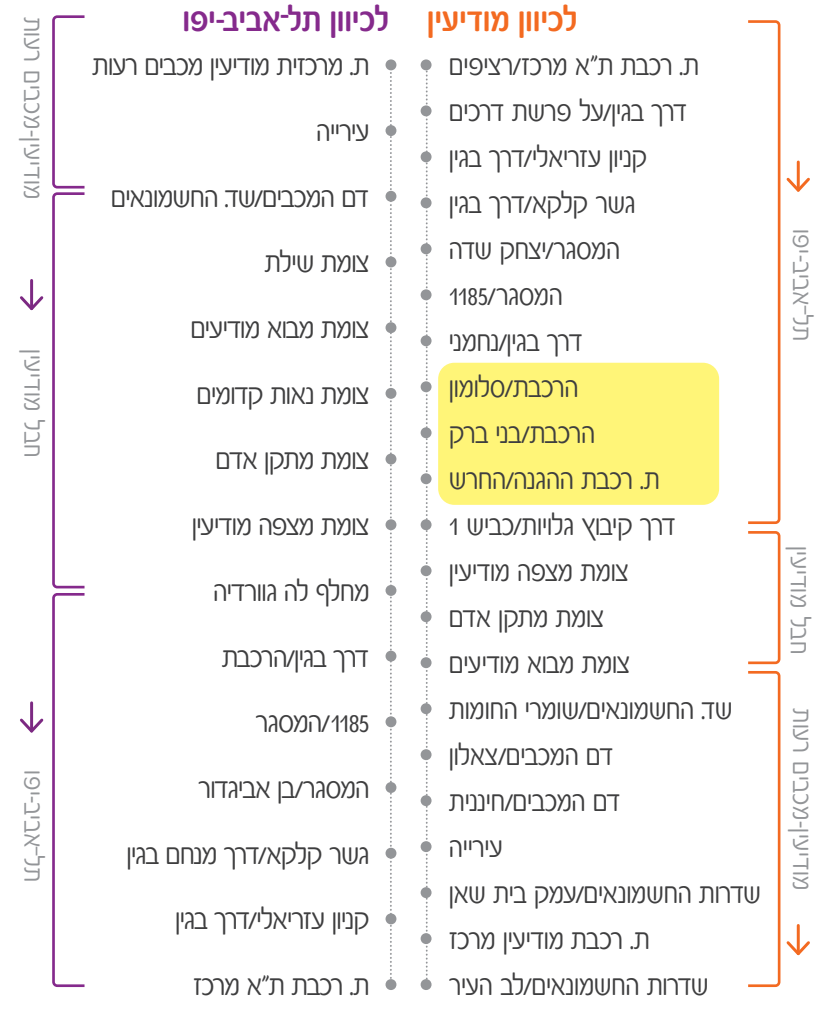 לכיוון מודיעין
ת. רכבת ת"א מרכז/רציפים
דרך בגין/על פרשת דרכים
קניון עזריאלי/דרך בגין
גשר קלקא/דרך בגין
המסגר/יצחק שדה
המסגר/1185
דרך בגין/נחמני
הרכבת/סלומון
הרכבת/בני ברק
ת. רכבת ההגנה/החרש
דרך קיבוץ גלויות/כביש 1
צומת מצפה מודיעין
צומת מתקן אדם
צומת מבוא מודיעים
שד. החשמונאים/שומרי החומות
דם המכבים/צאלון
דם המכבים/חיננית
עירייה
שדרות החשמונאים/עמק בית שאן
ת. רכבת מודיעין מרכז
שדרות החשמונאים/לב העיר
תל-אביב-יפו
חבל מודיעין
מודיעין-מכבים רעות
לכיוון תל-אביב-יפו
ת. מרכזית מודיעין מכבים רעות
עירייה
דם המכבים/שד. החשמונאים
צומת שילת
צומת מבוא מודיעים
צומת נאות קדומים
צומת מתקן אדם
צומת מצפה מודיעין
מחלף לה גוורדיה
דרך בגין/הרכבת
1185/המסגר
המסגר/בן אביגדור
גשר קלקא/דרך מנחם בגין
קניון עזריאלי/דרך בגין
ת. רכבת ת"א מרכז
מודיעין-מכבים רעות
חבל מודיעין
תל-אביב-יפו